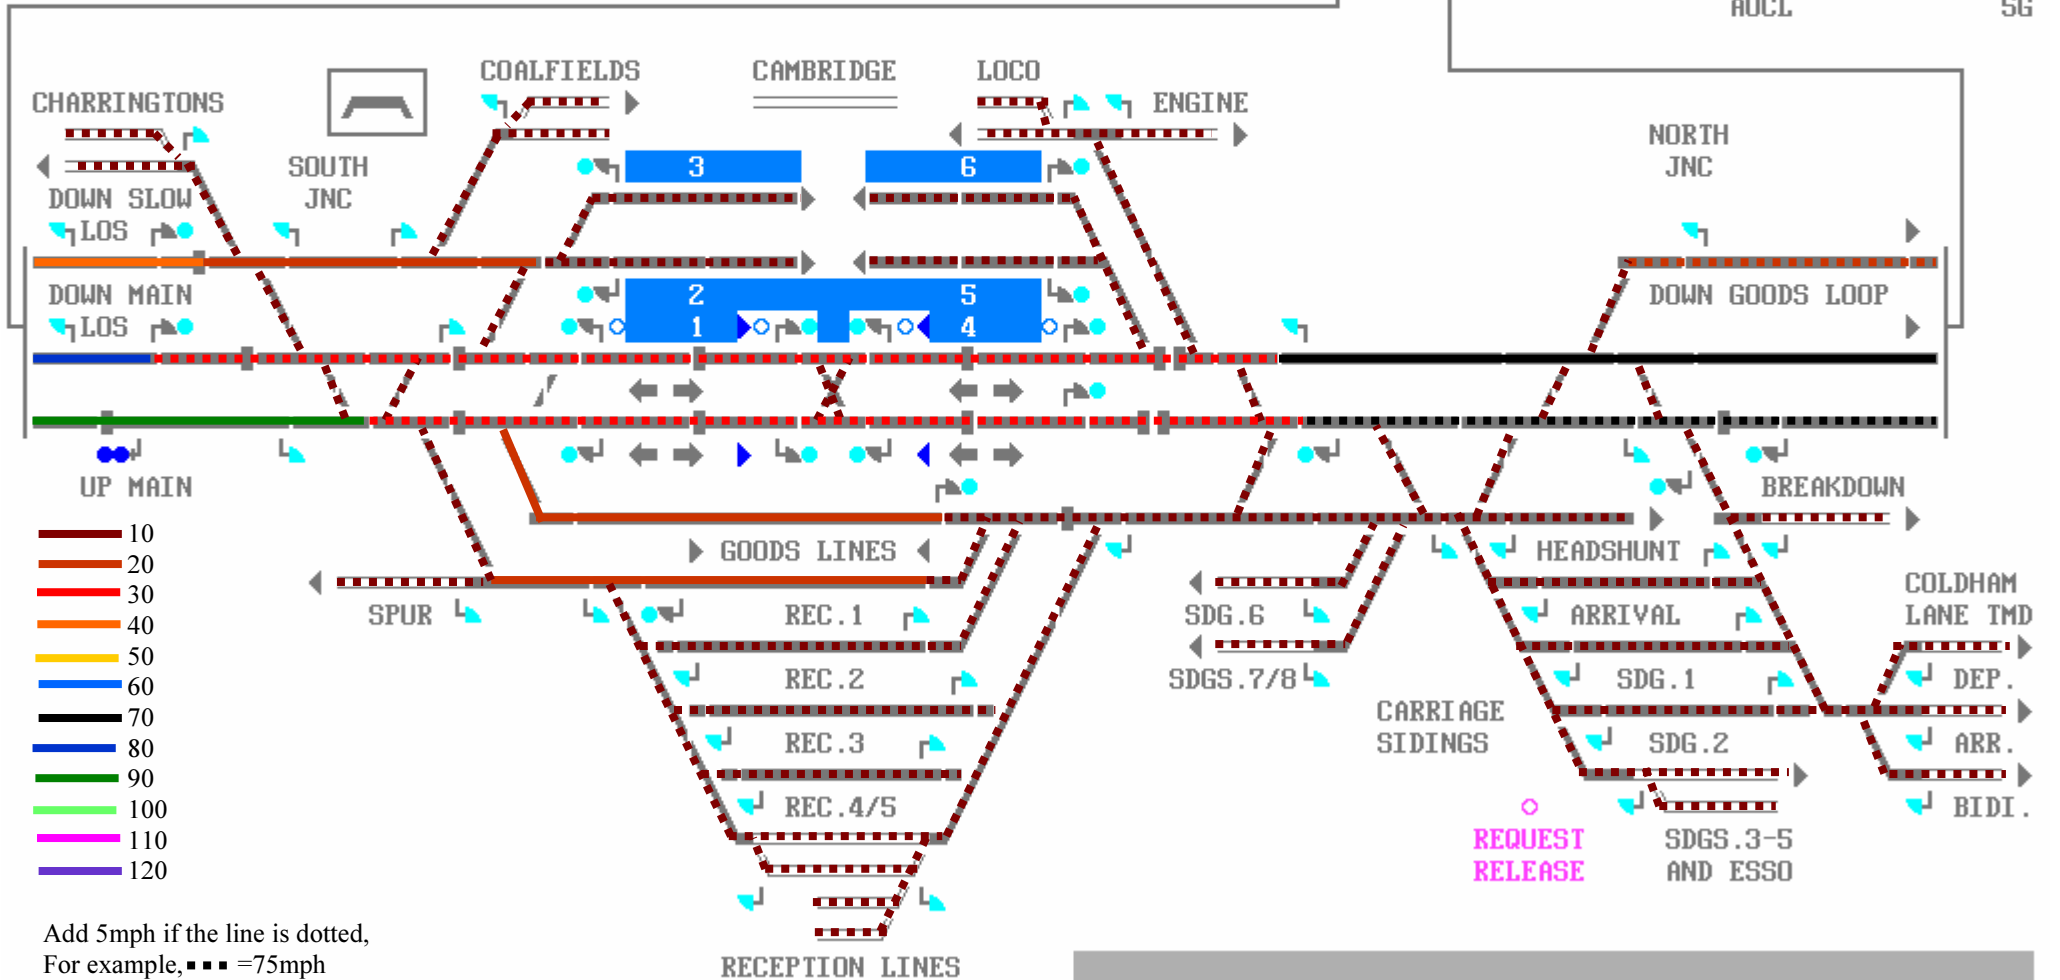 AUCL 5G
COALFIELDS CAMBRIDGE LOCO
CHARRINGTONS ENGINE
NORTH
JNC
SOUTH
JNC
3 6
DOWN SLOW
LOS
DOWN MAIN
LOS
2 5
1 4
DOWN GOODS LOOP
UP MAIN
BREAKDOWN
GOODS LINES
HEADSHUNT
SPUR
REC.1
SDG.6
ARRIVAL
COLDHAM
LANE TMD
REC.2
SDGS.7/8
SDG.1
DEP.
CARRIAGE
SIDINGS
REC.3
SDG.2
ARR.
REC.4/5
BIDI.
REQUEST
RELEASE
SDGS.3-5
AND ESSO
RECEPTION LINES
10
20
30
40
50
60
70
80
90
100
110
120
Add 5mph if the line is dotted,
For example, =75mph